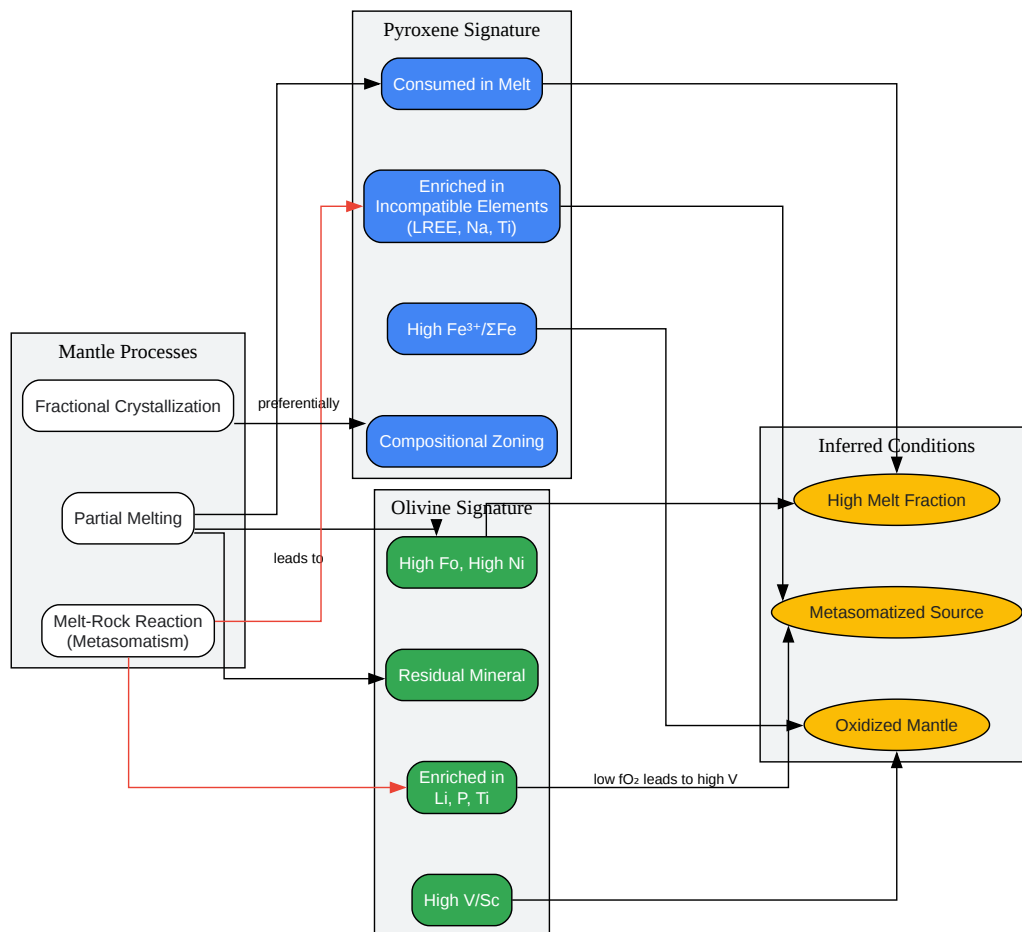 Pyroxene Signature
Consumed in Melt
Enriched in
Incompatible Elements
(LREE, Na, Ti)
High Fe³⁺/ΣFe
Compositional Zoning
Mantle Processes
Fractional Crystallization
preferentially
Partial Melting
leads to
Melt-Rock Reaction
(Metasomatism)
Olivine Signature
High Fo, High Ni
Residual Mineral
Enriched in
Li, P, Ti
High V/Sc
low fO₂ leads to high V
Inferred Conditions
High Melt Fraction
Metasomatized Source
Oxidized Mantle